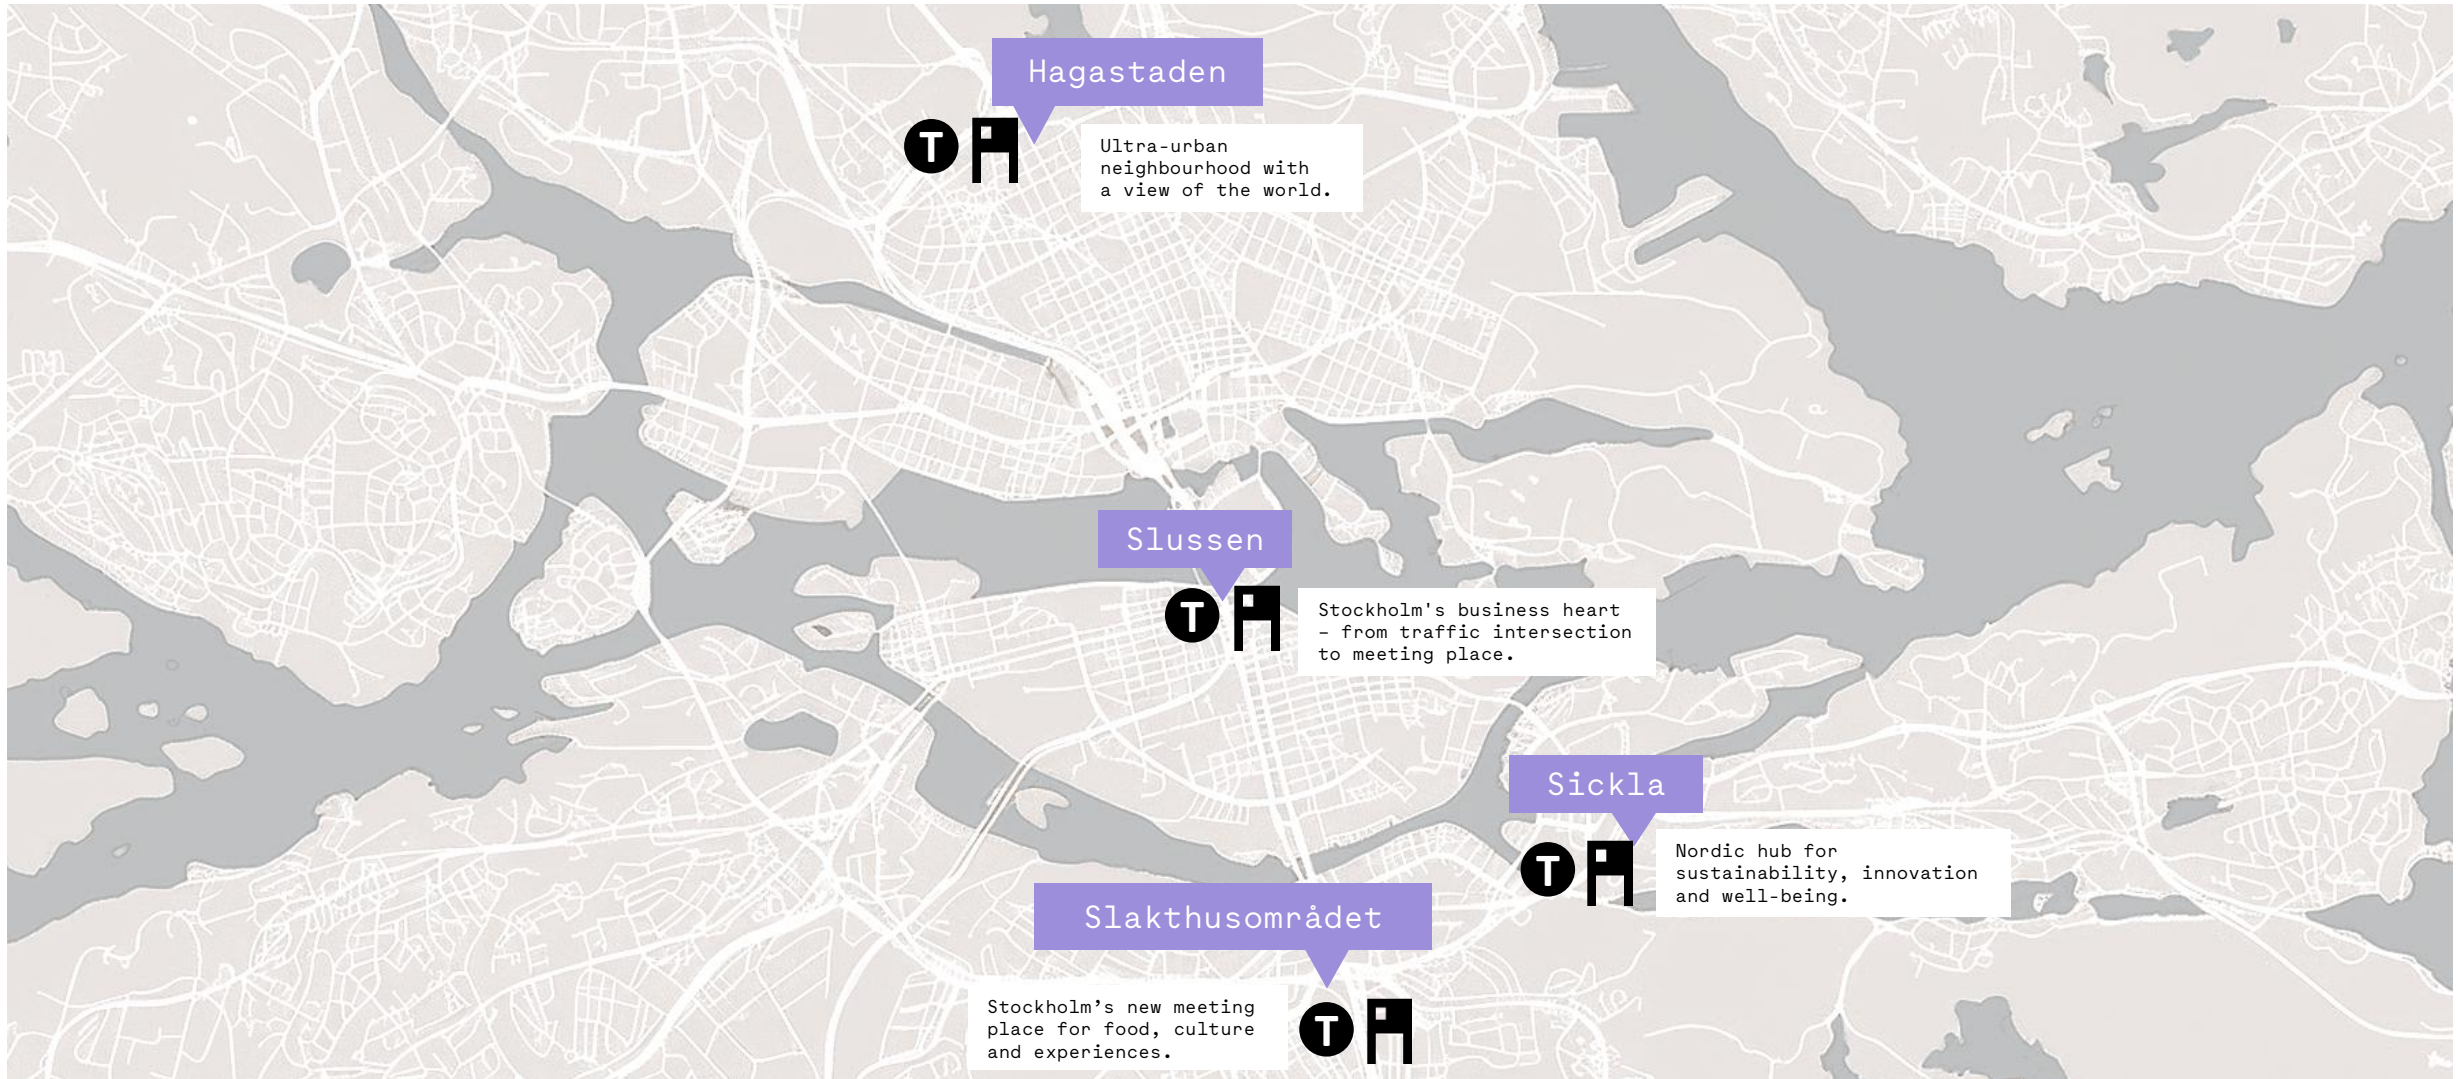 Hagastaden
T
Ultra-urban
neighbourhood with
a view of the world.
Slussen
T
Stockholm's business heart
– from traffic intersection
to meeting place.
Sickla
T
Nordic hub for
sustainability, innovation
and well-being.
Slakthusområdet
Stockholm’s new meeting
place for food, culture
and experiences.
T